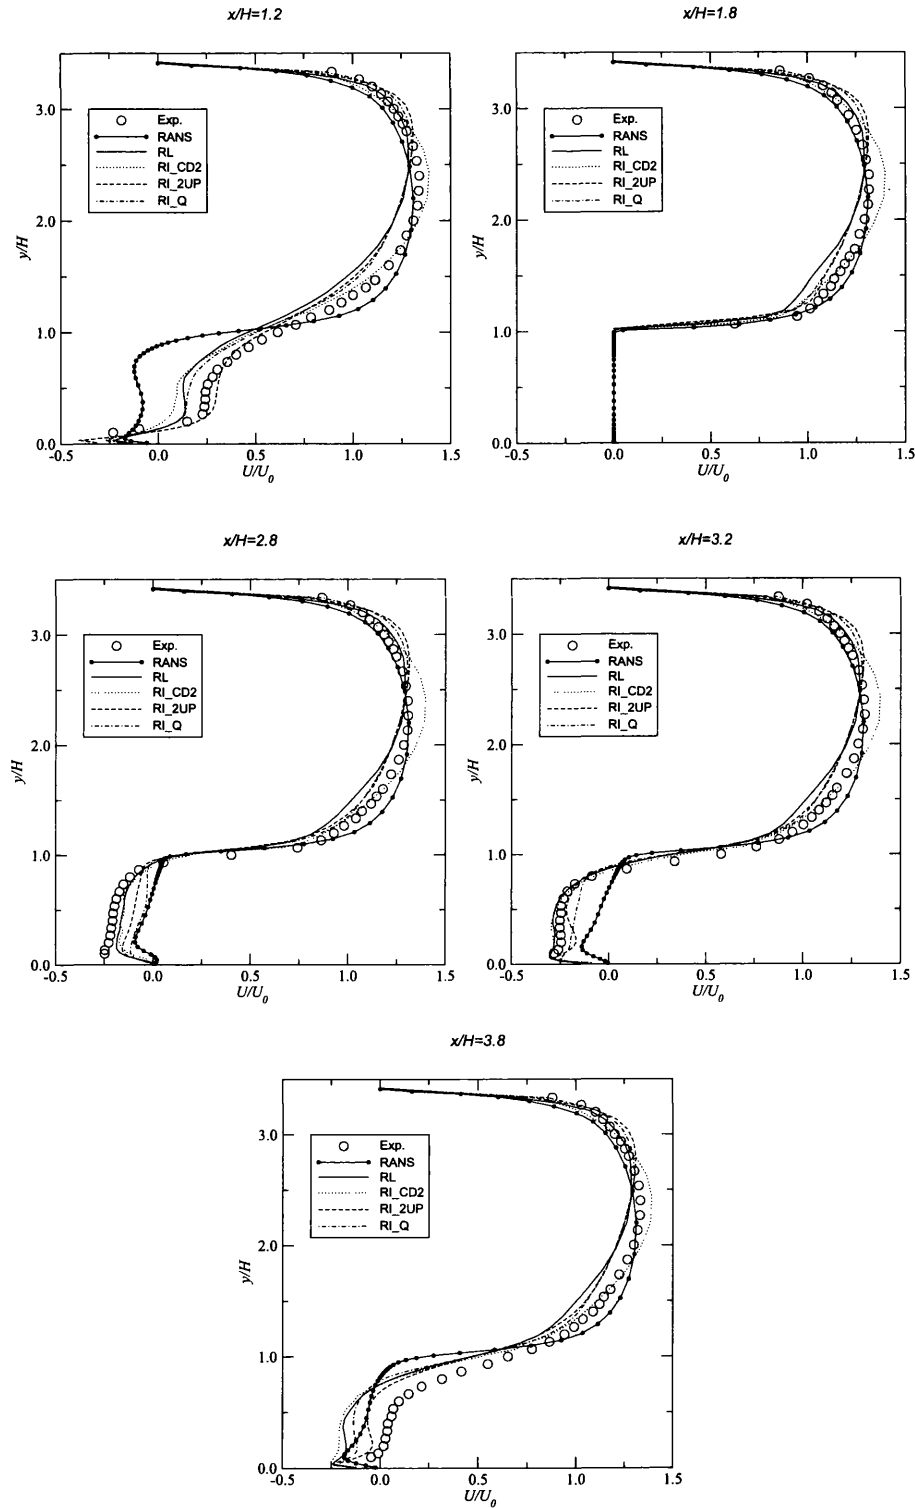 x/H=1.2
3.0
2.0
1.0
0.0
y/H
Exp.
RANS
RL
RI_CD2
RI_2UP
RI_Q
-0.5 0.0 0.5 1.0 1.5
U/U0
x/H=1.8
3.0
2.0
1.0
0.0
y/H
Exp.
RANS
RL
RI_CD2
RI_2UP
RI_Q
-0.5 0.0 0.5 1.0 1.5
U/U0
x/H=2.8
3.0
2.0
1.0
0.0
y/H
Exp.
RANS
RL
RI_CD2
RI_2UP
RI_Q
-0.5 0.0 0.5 1.0 1.5
U/U0
x/H=3.2
3.0
2.0
1.0
0.0
y/H
Exp.
RANS
RL
RI_CD2
RI_2UP
RI_Q
-0.5 0.0 0.5 1.0 1.5
U/U0
x/H=3.8
3.0
2.0
1.0
0.0
y/H
Exp.
RANS
RL
RI_CD2
RI_2UP
RI_Q
-0.5 0.0 0.5 1.0 1.5
U/U0